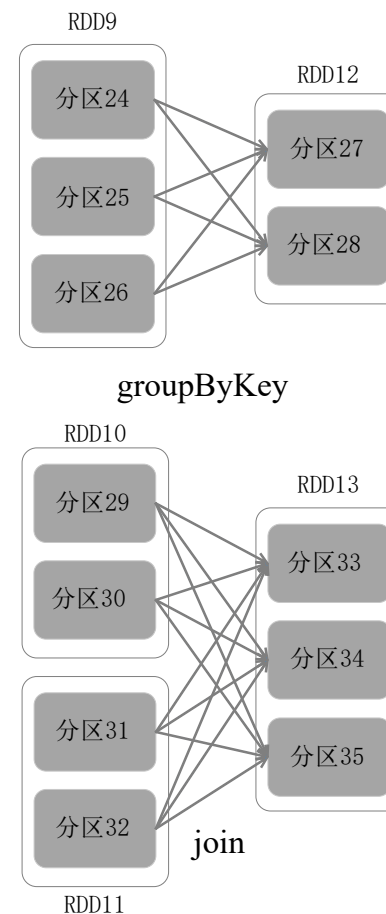 RDD9
分区24
分区25
分区26
RDD12
分区27
分区28
groupByKey
RDD10
分区29
分区30
分区31
分区32
RDD11
RDD13
分区33
分区34
分区35
join